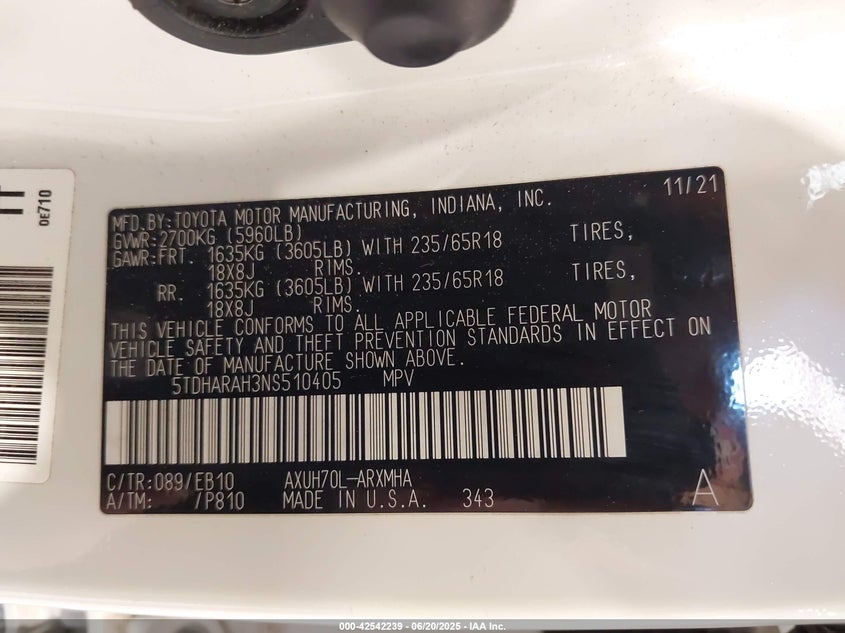 DE710
MFD.BY:TOYOTA MOTOR MANUFACTURING, INDIANA, INC. 11/21
GVWR:2700KG (5960LB)
GAWR:FRT. 1635KG (3605LB) WITH 235/65R18 TIRES,
18X8J RIMS.
RR. 1635KG (3605LB) WITH 235/65R18 TIRES,
18X8J RIMS.
THIS VEHICLE CONFORMS TO ALL APPLICABLE FEDERAL MOTOR
VEHICLE SAFETY AND THEFT PREVENTION STANDARDS IN EFFECT ON
THE DATE OF MANUFACTURE SHOWN ABOVE.
5TDHARAH3NS510405 MPV
C/TR:089/EB10 AXUH70L-ARXMHA
A/TM: /P810 MADE IN U.S.A. 343 A
000-42542239 - 06/20/2025 - IAA Inc.